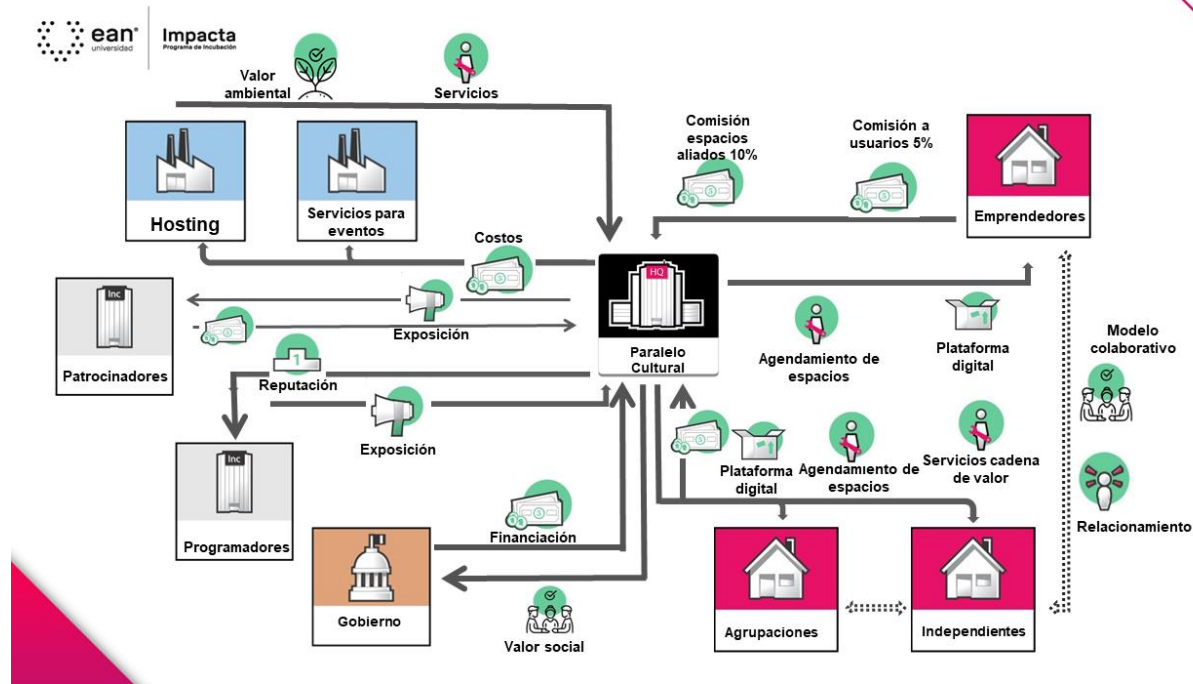 ean®
universidad
Impacta
Programa de Incubación
Valor
ambiental
Servicios
Comisión
espacios
aliados 10%
Comisión a
usuarios 5%
Hosting
Servicios para
eventos
Emprendedores
Costos
HQ
Inc
Exposición
Paralelo
Cultural
Agendamiento de
espacios
Plataforma
digital
Modelo
colaborativo
Patrocinadores
1
Reputación
Exposición
Inc
Plataforma
digital
Agendamiento de
espacios
Servicios cadena
de valor
Relacionamiento
Programadores
Financiación
Gobierno
Valor social
Agrupaciones
Independientes